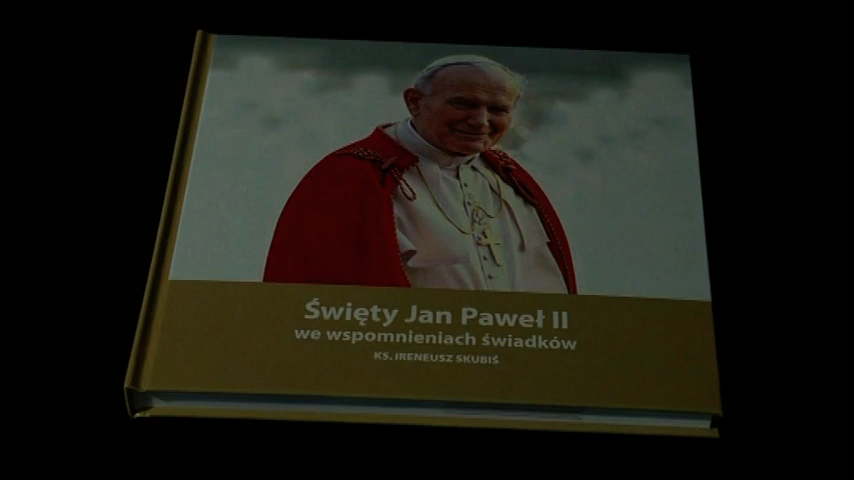 Święty Jan Paweł II
we wspomnieniach świadków
KS. IRENEUSZ SKUBIŚ